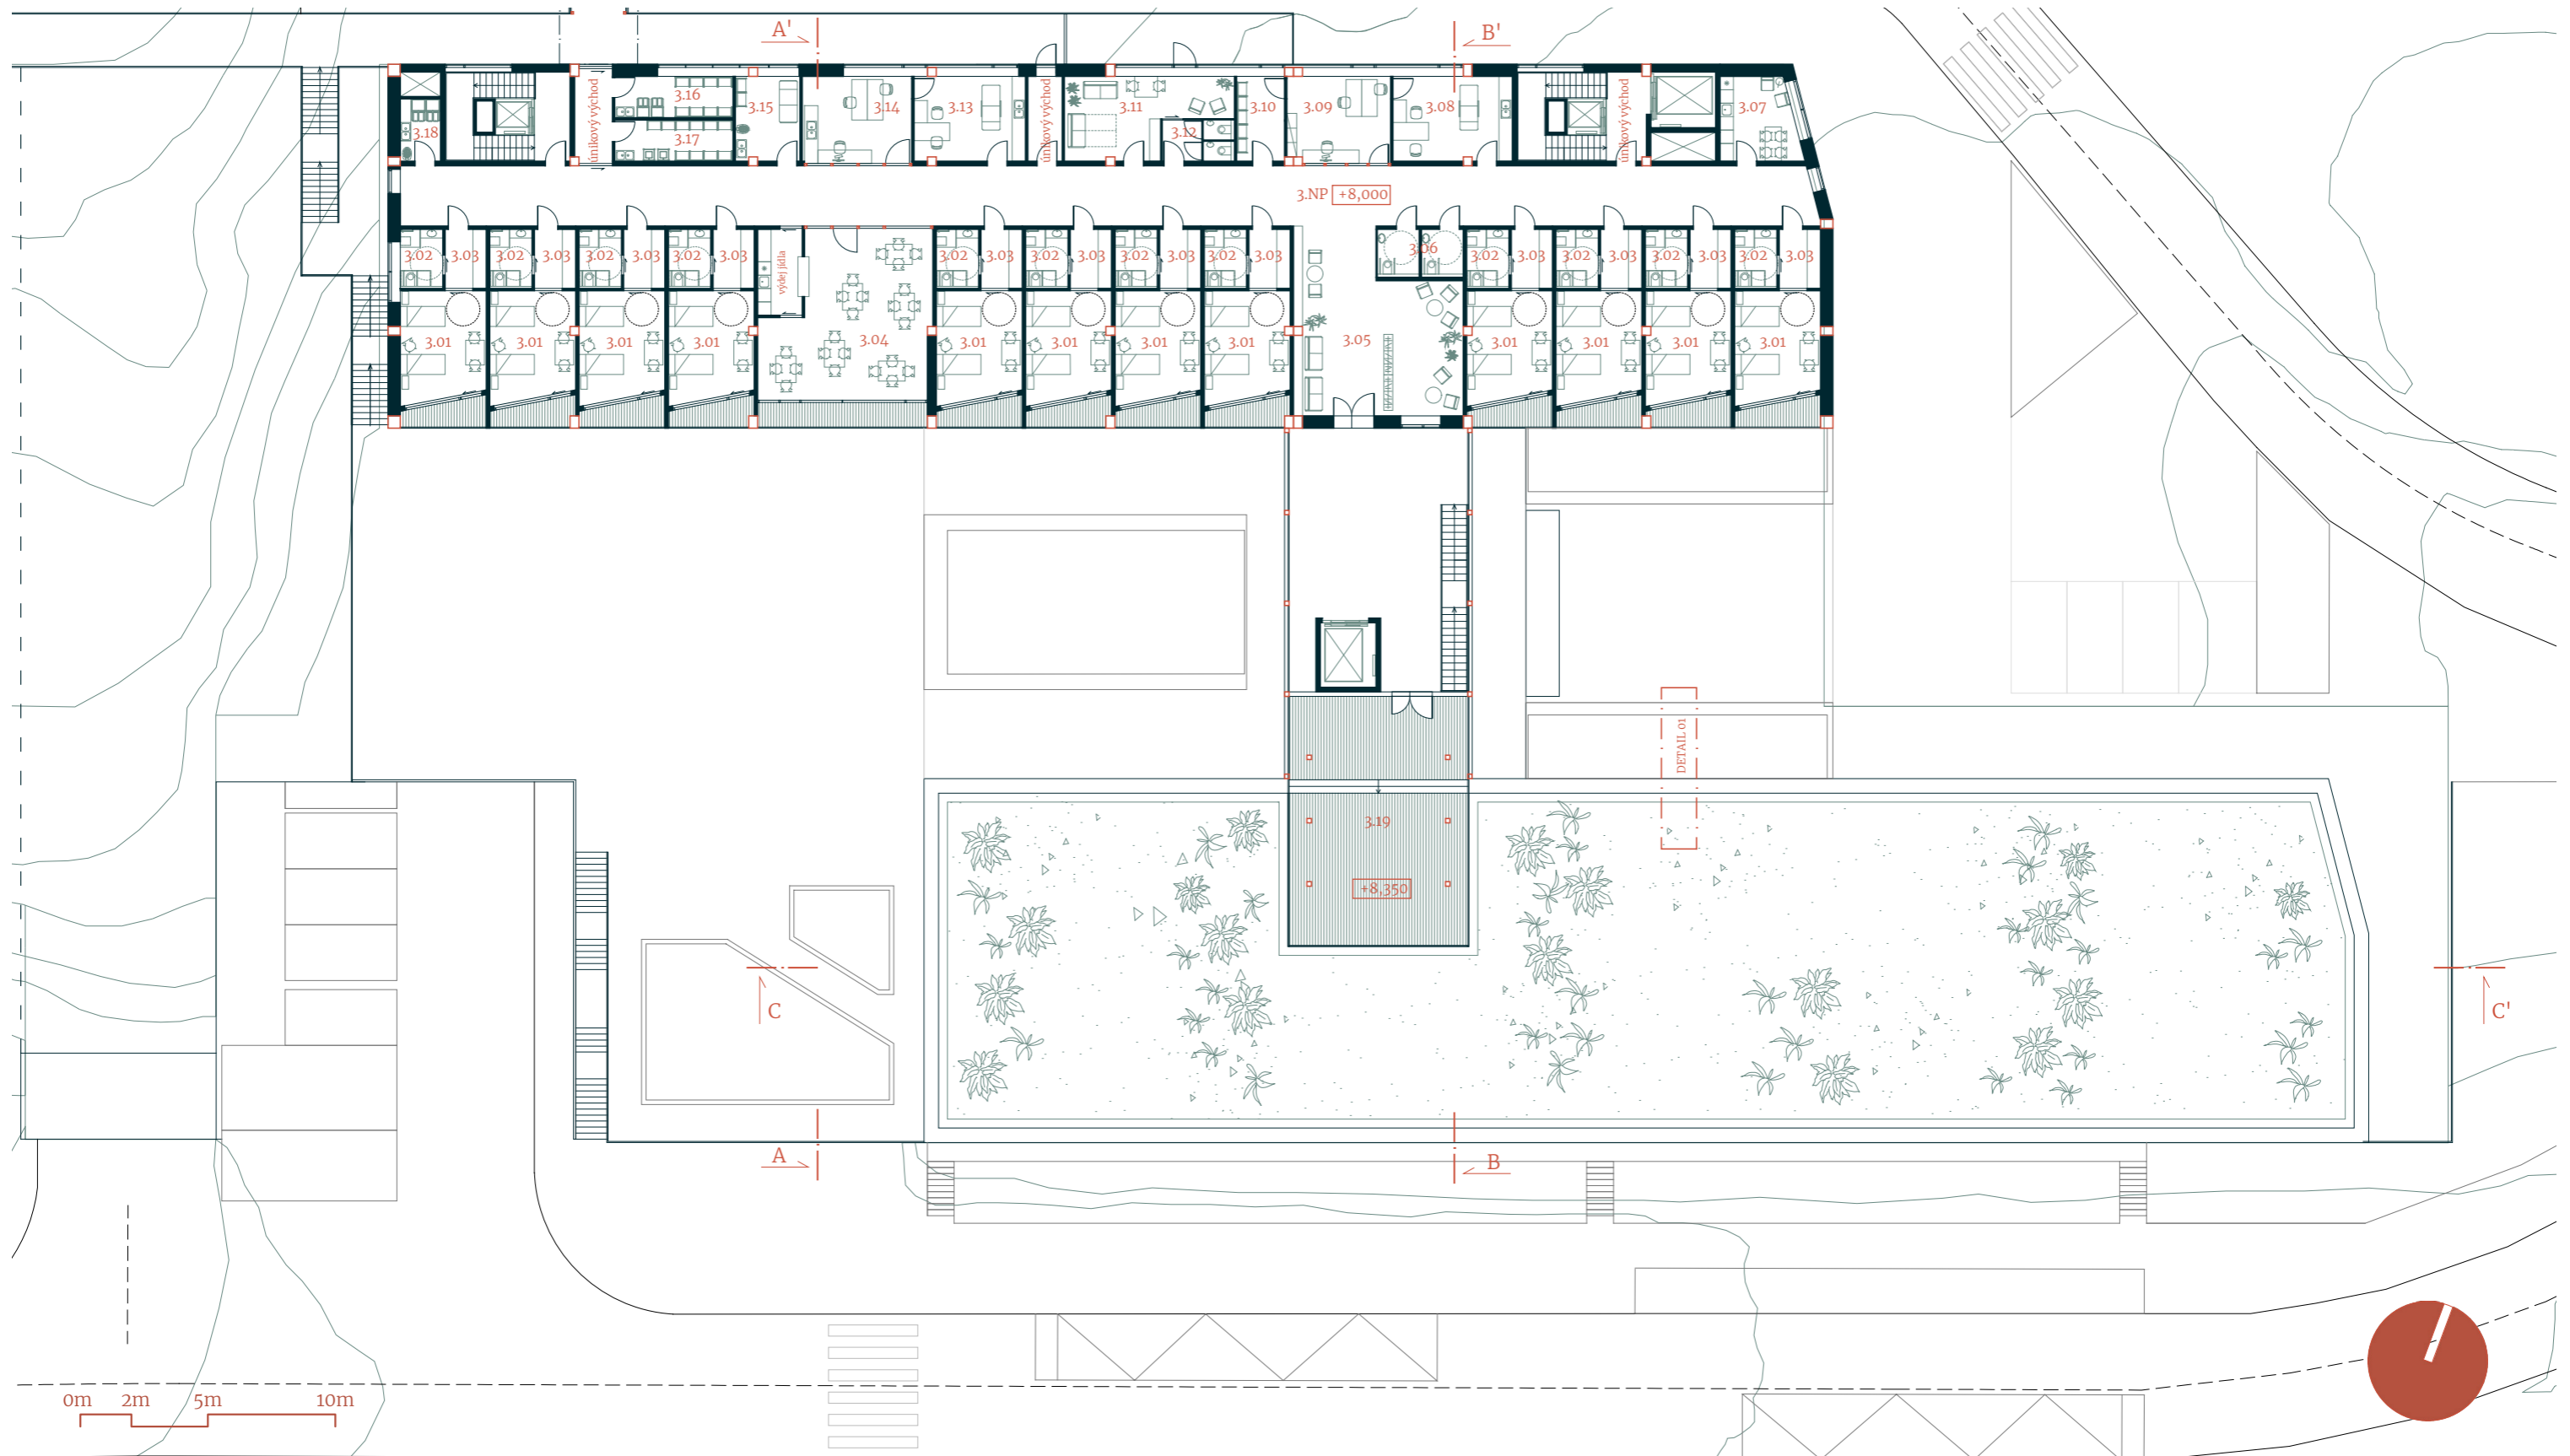 A'
B'
3.18
únikový východ
3.16
3.17
3.15
3.14
3.13
únikový východ
3.11
3.12
3.10
3.09
3.08
únikový východ
3.07
3.NP +8,000
3.02 3.03 3.02 3.03 3.02 3.03 3.02 3.03 výdej jídla 3.02 3.03 3.02 3.03 3.02 3.03 3.02 3.03 3.06 3.02 3.03 3.02 3.03 3.02 3.03 3.02 3.03
3.01 3.01 3.01 3.01 3.04 3.01 3.01 3.01 3.01 3.05 3.01 3.01 3.01 3.01
DETAIL 01
3.19
+8,350
C
C'
A
B
0m 2m 5m 10m